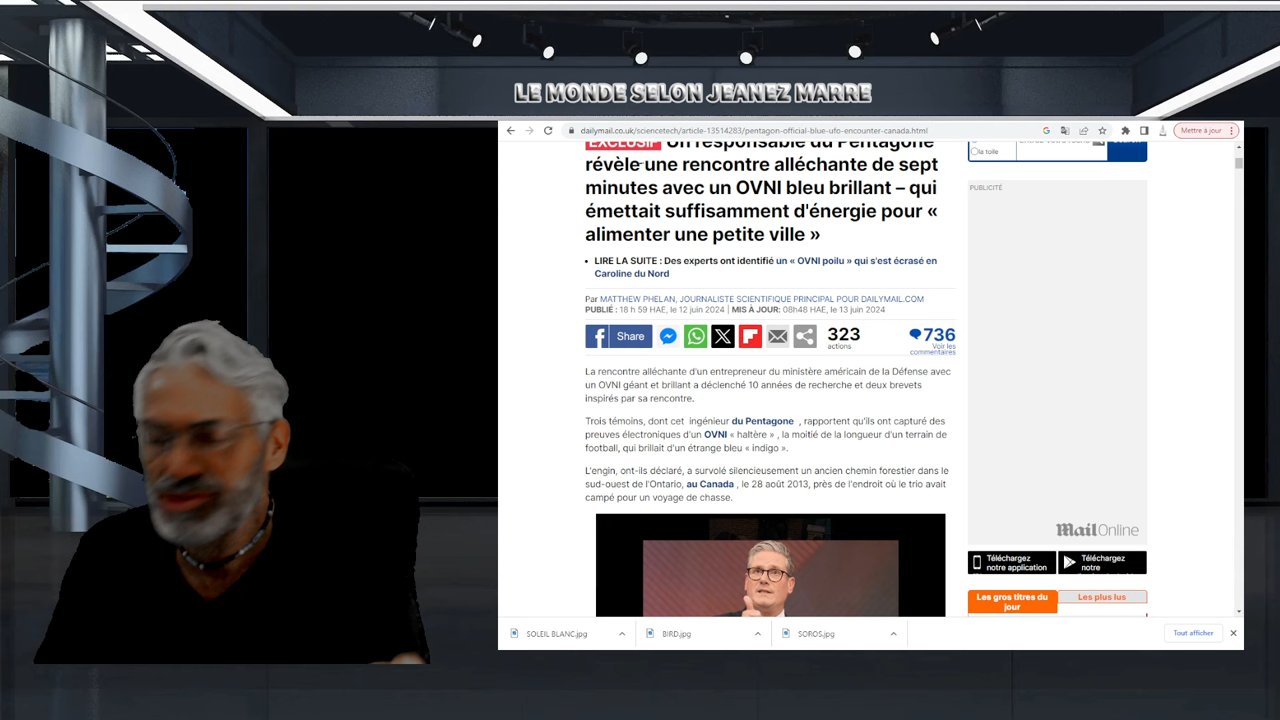 LE MONDE SELON JEANEZ MARRE
dailymail.co.uk/sciencetech/article-13514283/pentagon-official-blue-ufo-encounter-canada.html
Mettre à jour
EXCLUSIF Un responsable du Pentagone
révèle une rencontre alléchante de sept
minutes avec un OVNI bleu brillant – qui
émettait suffisamment d'énergie pour «
alimenter une petite ville »
la toile
PUBLICITÉ
• LIRE LA SUITE : Des experts ont identifié un « OVNI poilu » qui s'est écrasé en
Caroline du Nord
Par MATTHEW PHELAN, JOURNALISTE SCIENTIFIQUE PRINCIPAL POUR DAILYMAIL.COM
PUBLIÉ : 18 h 59 HAE, le 12 juin 2024 | MIS À JOUR: 08h48 HAE, le 13 juin 2024
Share
323
actions
736
Voir les
commentaires
La rencontre alléchante d'un entrepreneur du ministère américain de la Défense avec
un OVNI géant et brillant a déclenché 10 années de recherche et deux brevets
inspirés par sa rencontre.
Trois témoins, dont cet ingénieur du Pentagone , rapportent qu'ils ont capturé des
preuves électroniques d'un OVNI « haltère » , la moitié de la longueur d'un terrain de
football, qui brillait d'un étrange bleu « indigo ».
L'engin, ont-ils déclaré, a survolé silencieusement un ancien chemin forestier dans le
sud-ouest de l'Ontario, au Canada , le 28 août 2013, près de l'endroit où le trio avait
campé pour un voyage de chasse.
Mail Online
Téléchargez
notre application
Téléchargez
notre
Les gros titres du
jour
Les plus lus
SOLEIL BLANC.jpg
BIRD.jpg
SOROS.jpg
Tout afficher